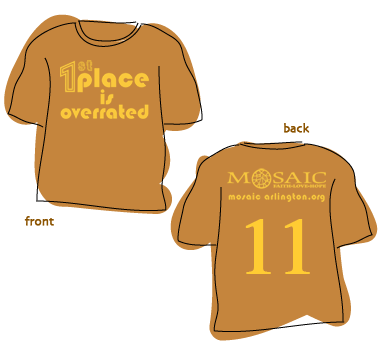 1st place
is
overrated
front
back
MOSAIC
mosaic arlington.org
11